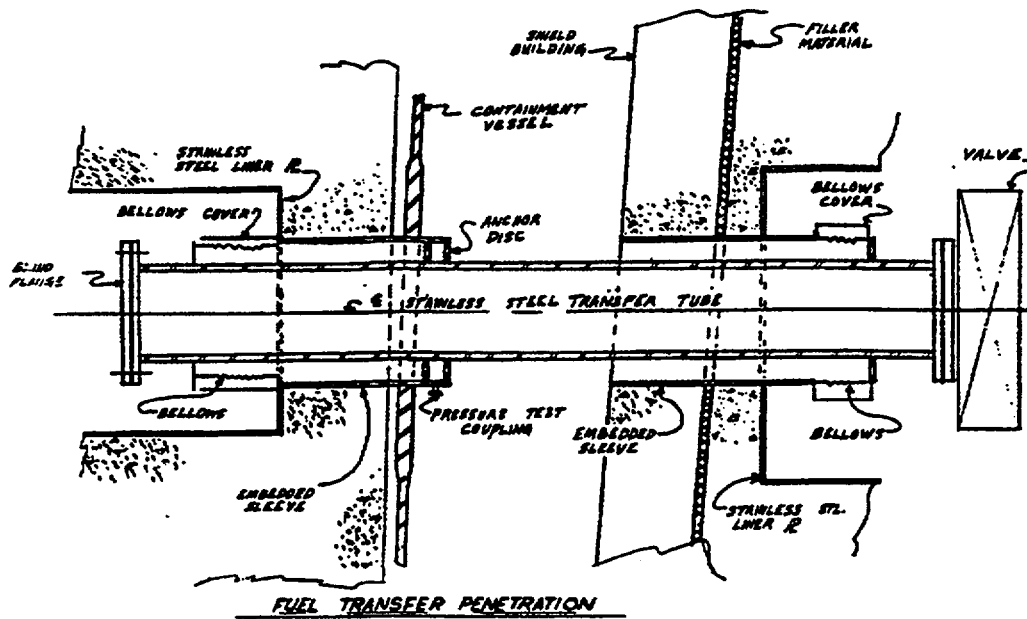 SHIELD
BUILDING
FILLER
MATERIAL
CONTAINMENT
VESSEL
STAINLESS
STEEL LINER PL
VALVE
BELLOWS COVER
ANCHOR
DISC
BELLOWS
COVER
BLIND
FLANGE
℄ STAINLESS STEEL TRANSFER TUBE
BELLOWS
PRESSURE TEST
COUPLING
EMBEDDED
SLEEVE
BELLOWS
EMBEDDED
SLEEVE
STAINLESS STL.
LINER PL
FUEL TRANSFER PENETRATION